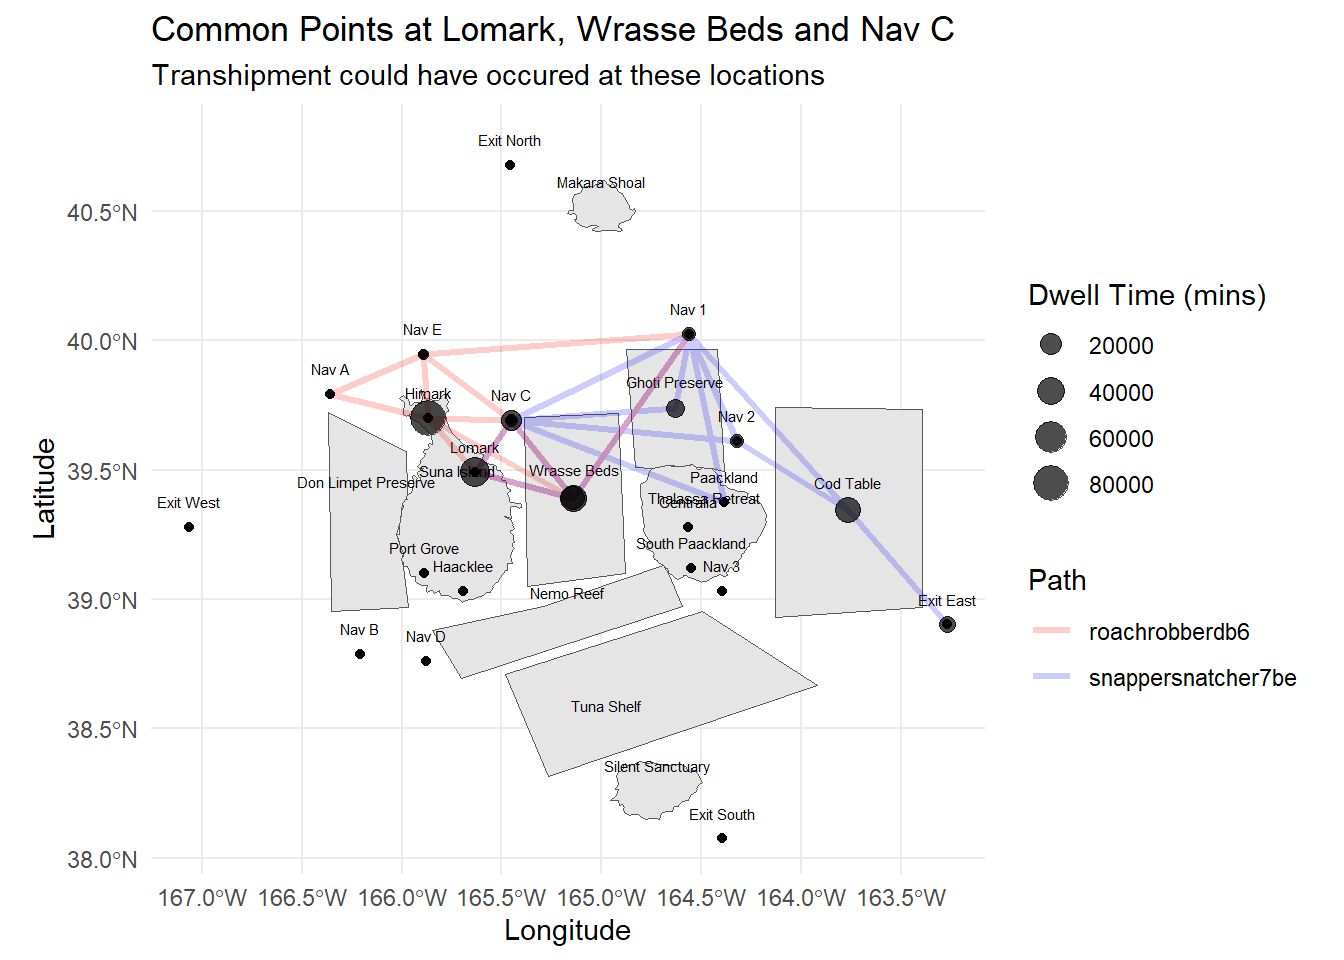 Common Points at Lomark, Wrasse Beds and Nav C
Transhipment could have occured at these locations
Exit North
Makara Shoal
40.5°N
Nav 1
Nav E
40.0°N
Nav A
Ghoti Preserve
Himark
Nav C
Nav 2
39.5°N
Lomark
Suna Island
Wrasse Beds
Paackland
Don Limpet Preserve
Cod Table
Thalassa Retreat
Exit West
Centralia
South Paackland
Port Grove
Haacklee
Nav 3
39.0°N
Nemo Reef
Exit East
Nav B
Nav D
38.5°N
Tuna Shelf
Silent Sanctuary
Exit South
38.0°N
167.0°W 166.5°W 166.0°W 165.5°W 165.0°W 164.5°W 164.0°W 163.5°W
Longitude
Latitude
Dwell Time (mins)
20000
40000
60000
80000
Path
roachrobberdb6
snappersnatcher7be